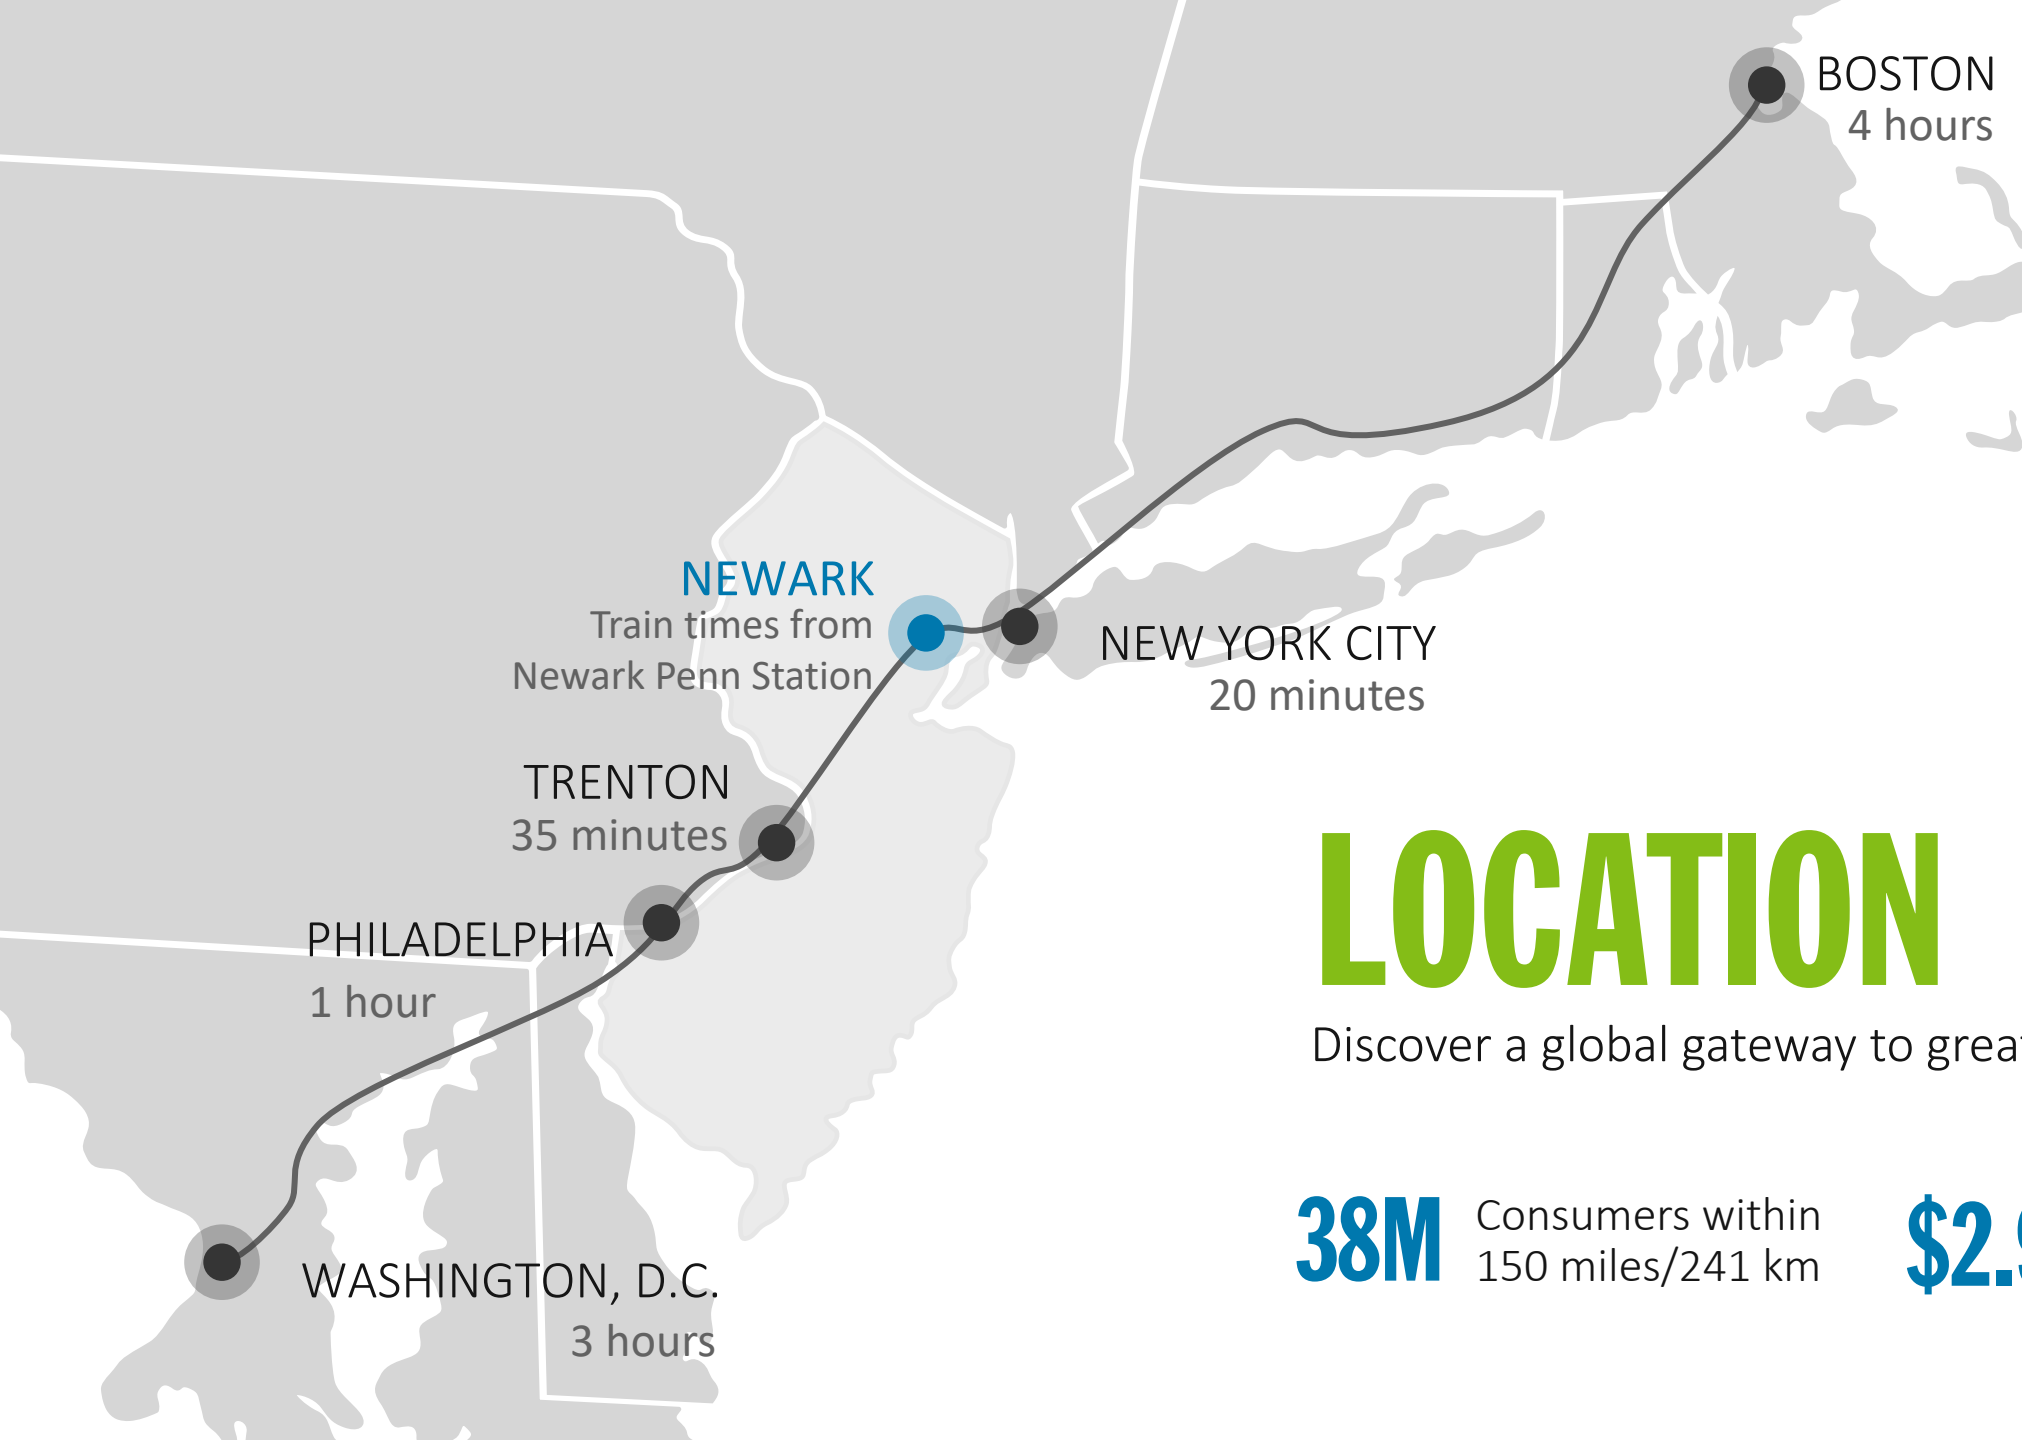 BOSTON
4 hours
NEWARK
Train times from
Newark Penn Station
NEW YORK CITY
20 minutes
TRENTON
35 minutes
PHILADELPHIA
1 hour
WASHINGTON, D.C.
3 hours
LOCATION
Discover a global gateway to
38M
Consumers within
150 miles/241 km